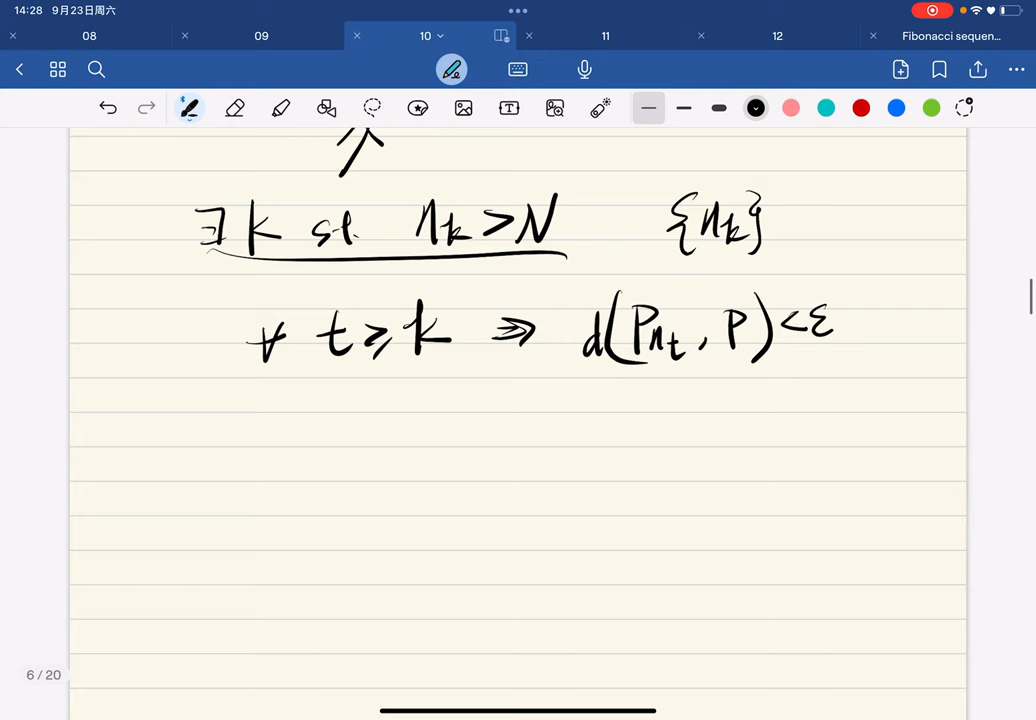 14:28 9月23日周六
08 09 10 11 12 Fibonacci sequen...
∃ k st. n_k > N {n_k}
∀ t ≥ k ⇒ d(P_{n_t}, P) < ε
6 / 20